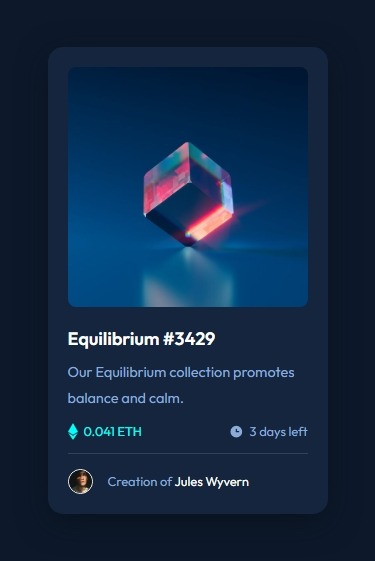 Equilibrium #3429
Our Equilibrium collection promotes
balance and calm.
0.041 ETH
3 days left
Creation of Jules Wyvern